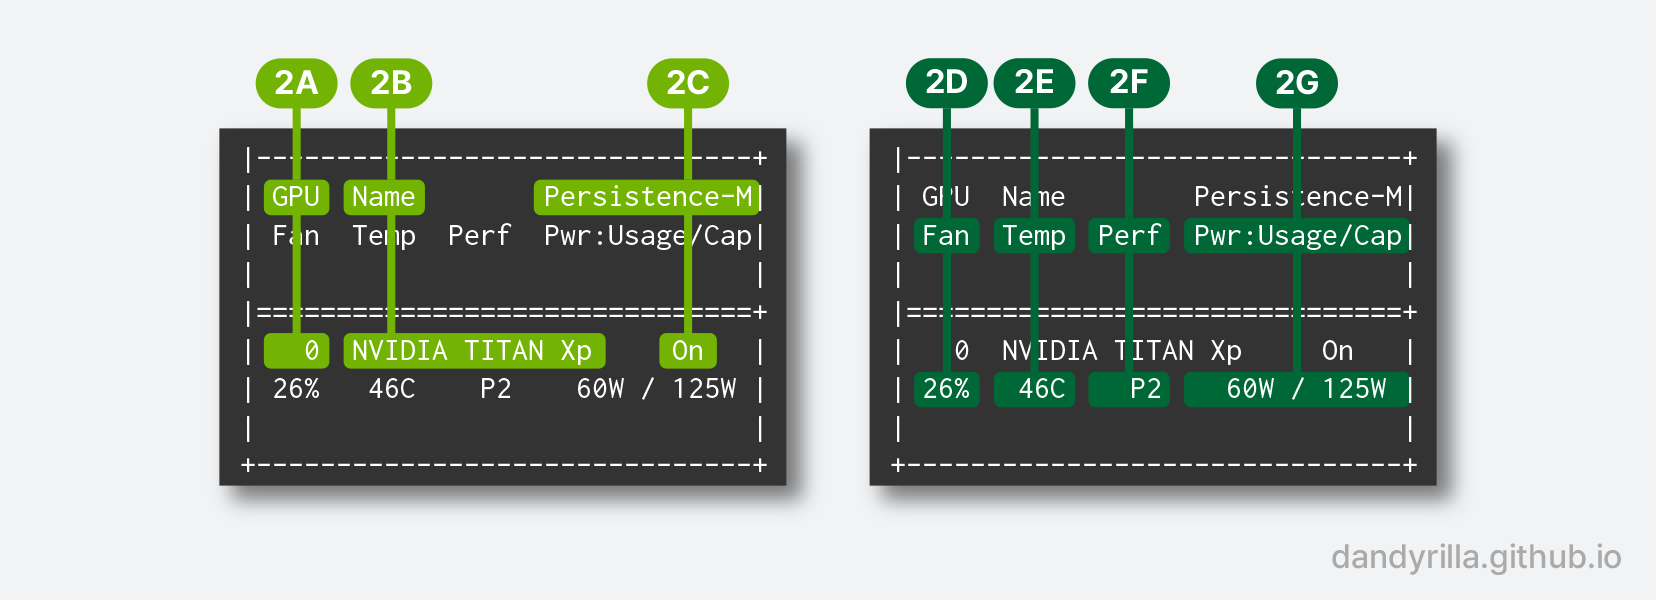 2A 2B 2C
|-------------------------------+
| GPU  Name        Persistence-M|
| Fan  Temp  Perf  Pwr:Usage/Cap|
|                               |
|===============================+
|   0  NVIDIA TITAN Xp     On   |
| 26%   46C    P2    60W / 125W |
|                               |
+-------------------------------+
2D 2E 2F 2G
|-------------------------------+
| GPU  Name        Persistence-M|
| Fan  Temp  Perf  Pwr:Usage/Cap|
|                               |
|===============================+
|   0  NVIDIA TITAN Xp     On   |
| 26%   46C    P2    60W / 125W |
|                               |
+-------------------------------+
dandyrilla.github.io